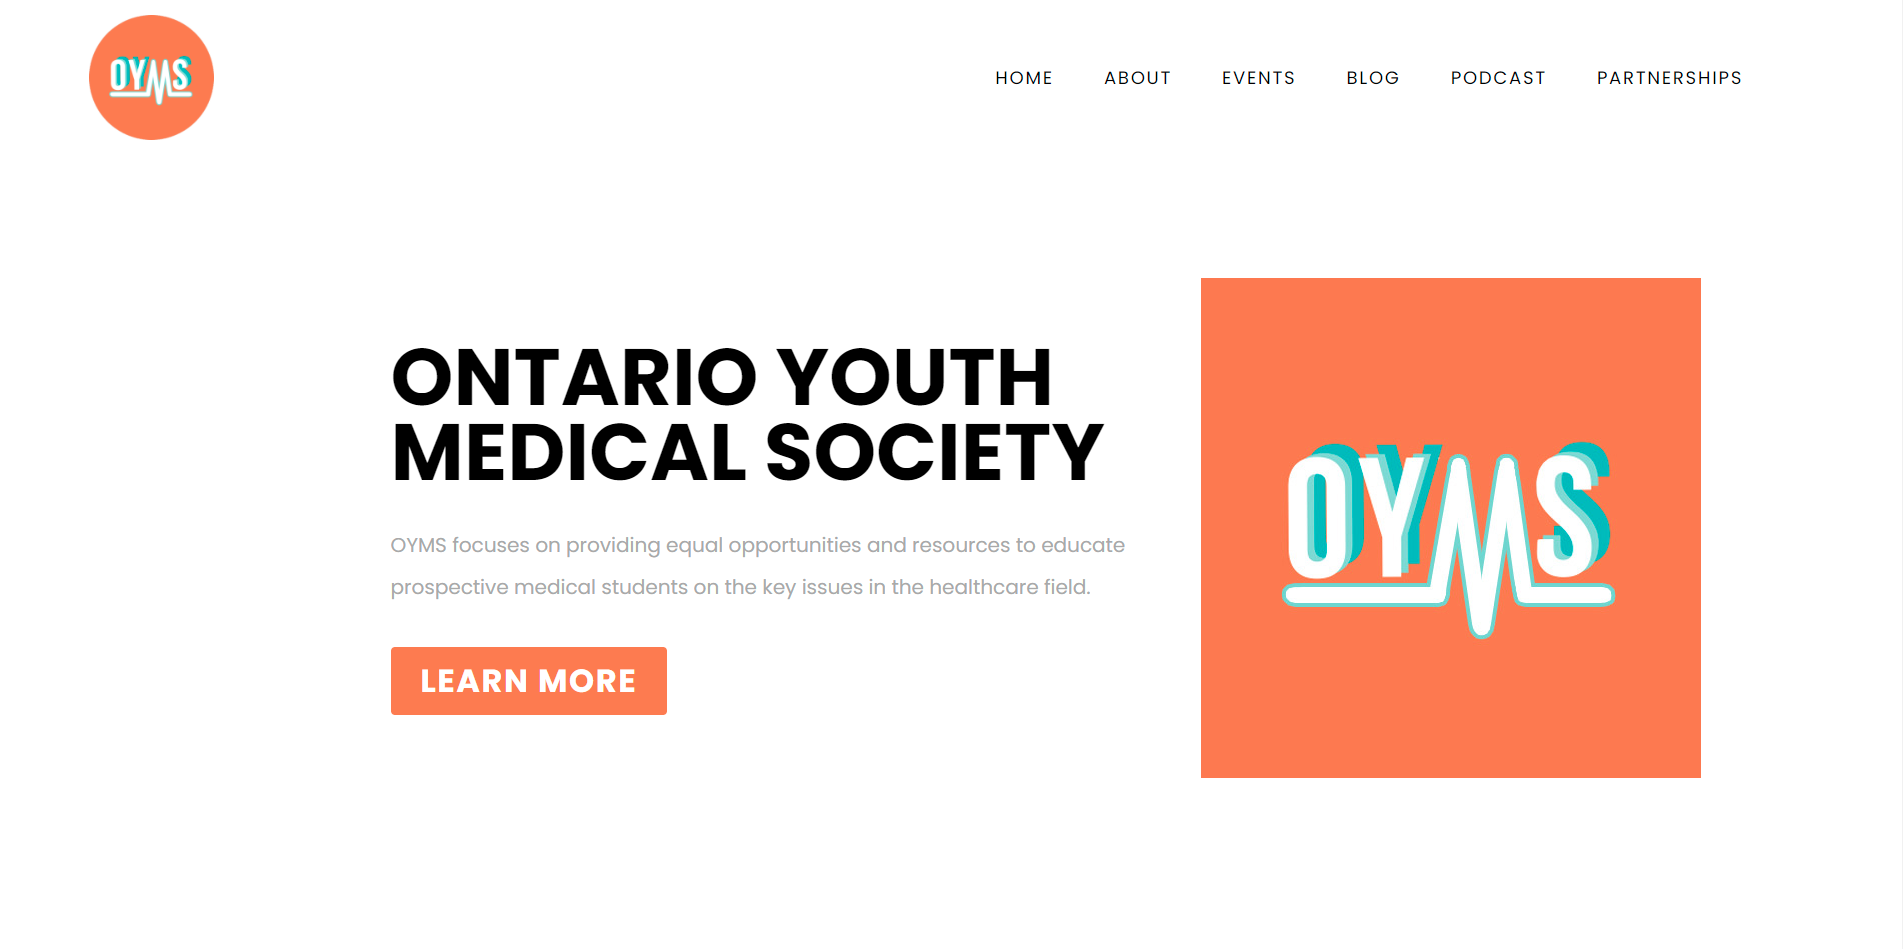 OYMS
HOME ABOUT EVENTS BLOG PODCAST PARTNERSHIPS
ONTARIO YOUTH
MEDICAL SOCIETY
OYMS focuses on providing equal opportunities and resources to educate
prospective medical students on the key issues in the healthcare field.
LEARN MORE
OYMS